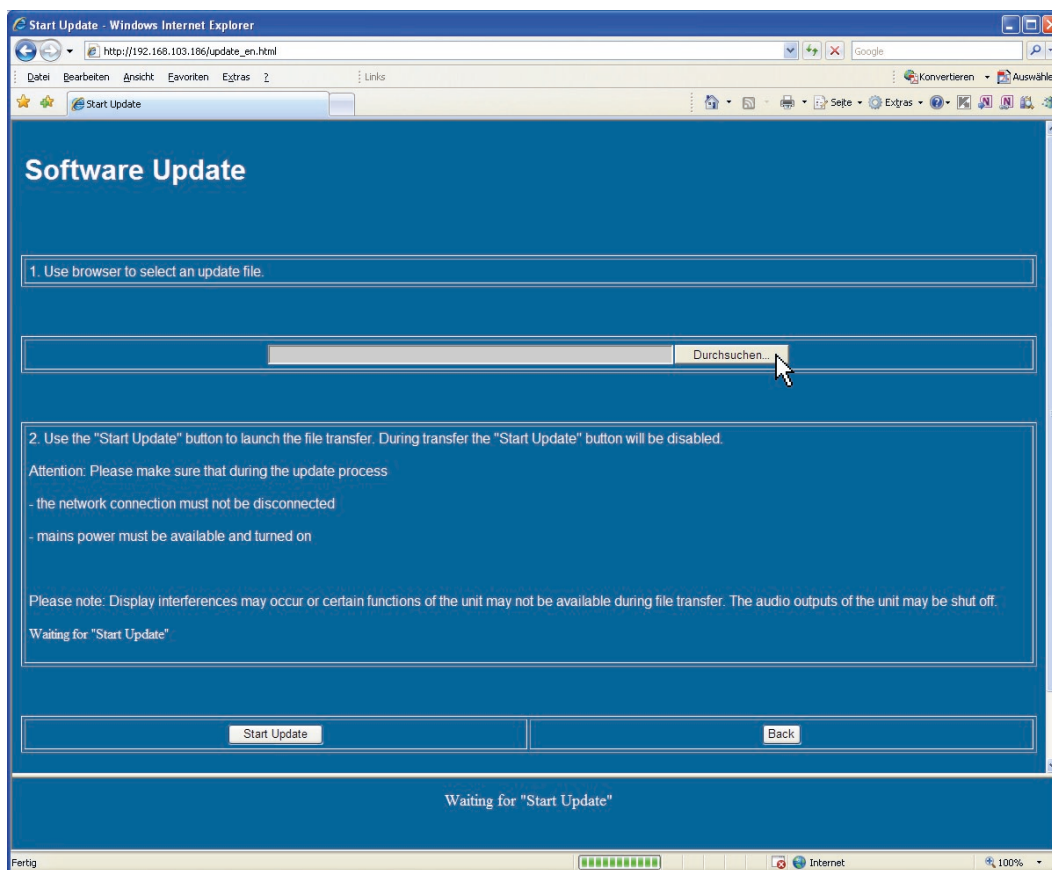 Start Update - Windows Internet Explorer
http://192.168.103.186/update_en.html
Google
Datei Bearbeiten Ansicht Favoriten Extras ? Links Konvertieren Auswähle
Start Update Seite Extras
Software Update
1. Use browser to select an update file.
Durchsuchen...
2. Use the "Start Update" button to launch the file transfer. During transfer the "Start Update" button will be disabled.
Attention: Please make sure that during the update process
- the network connection must not be disconnected
- mains power must be available and turned on
Please note: Display interferences may occur or certain functions of the unit may not be available during file transfer. The audio outputs of the unit may be shut off.
Waiting for "Start Update"
Start Update Back
Waiting for "Start Update"
Fertig Internet 100%